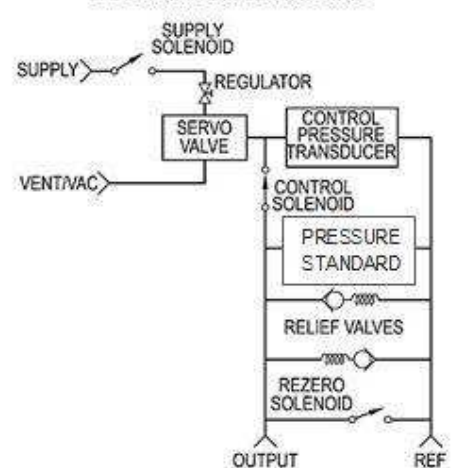 SUPPLY
SOLENOID
SUPPLY
REGULATOR
SERVO
VALVE
CONTROL
PRESSURE
TRANSDUCER
VENT/VAC
CONTROL
SOLENOID
PRESSURE
STANDARD
RELIEF VALVES
REZERO
SOLENOID
OUTPUT
REF